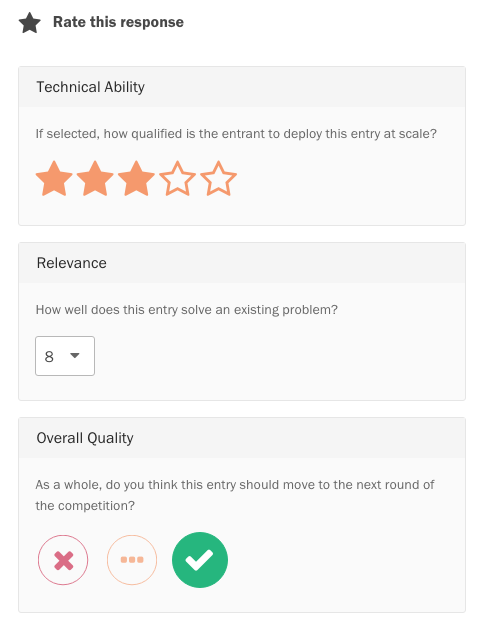 Rate this response
Technical Ability
If selected, how qualified is the entrant to deploy this entry at scale?
Relevance
How well does this entry solve an existing problem?
8
Overall Quality
As a whole, do you think this entry should move to the next round of
the competition?